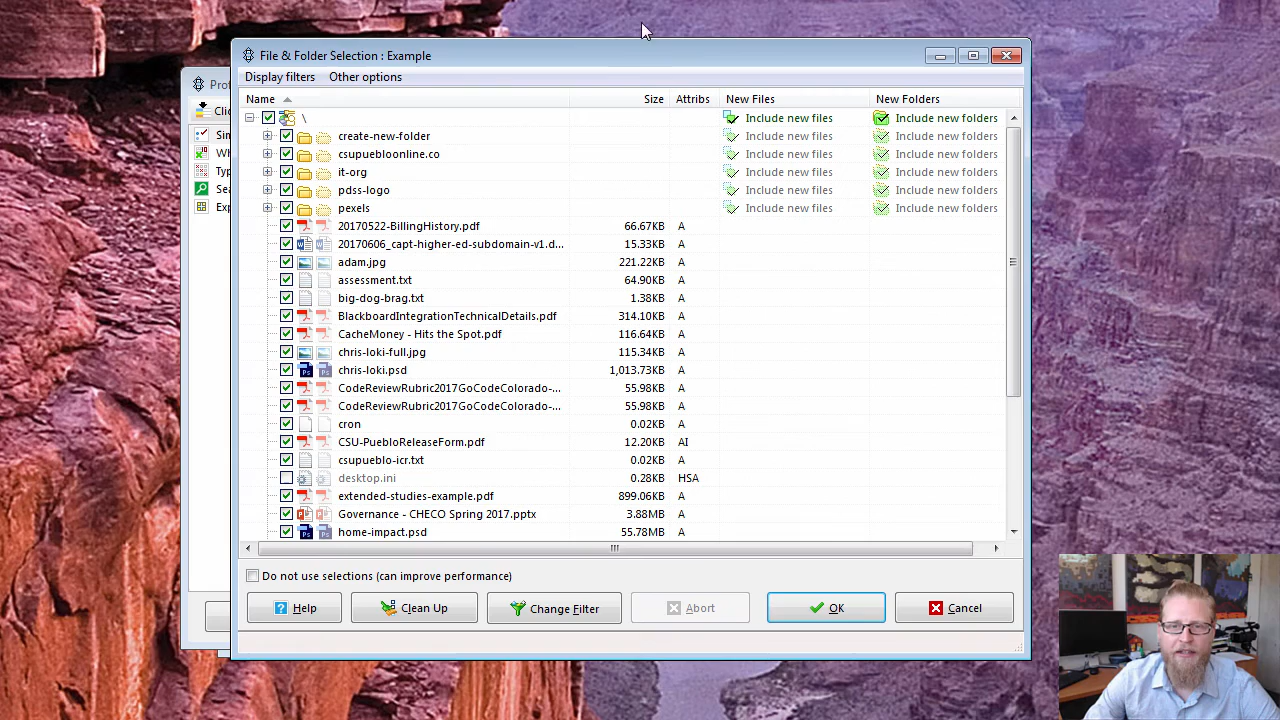 File & Folder Selection : Example
Display filters Other options
Name Size Attribs New Files New Folders
\ Include new files Include new folders
create-new-folder Include new files Include new folders
csupuebloonline.co Include new files Include new folders
it-org Include new files Include new folders
pdss-logo Include new files Include new folders
pexels Include new files Include new folders
20170522-BillingHistory.pdf 66.67KB A
20170606_capt-higher-ed-subdomain-v1.d... 15.33KB A
adam.jpg 221.22KB A
assessment.txt 64.90KB A
big-dog-brag.txt 1.38KB A
BlackboardIntegrationTechnicalDetails.pdf 314.10KB A
CacheMoney - Hits the Spot.pdf 116.64KB A
chris-loki-full.jpg 115.34KB A
chris-loki.psd 1,013.73KB A
CodeReviewRubric2017GoCodeColorado-... 55.98KB A
CodeReviewRubric2017GoCodeColorado-... 55.98KB A
cron 0.02KB A
CSU-PuebloReleaseForm.pdf 12.20KB AI
csupueblo-icr.txt 0.02KB A
desktop.ini 0.28KB HSA
extended-studies-example.pdf 899.06KB A
Governance - CHECO Spring 2017.pptx 3.88MB A
home-impact.psd 55.78MB A
Do not use selections (can improve performance)
Help Clean Up Change Filter Abort OK Cancel